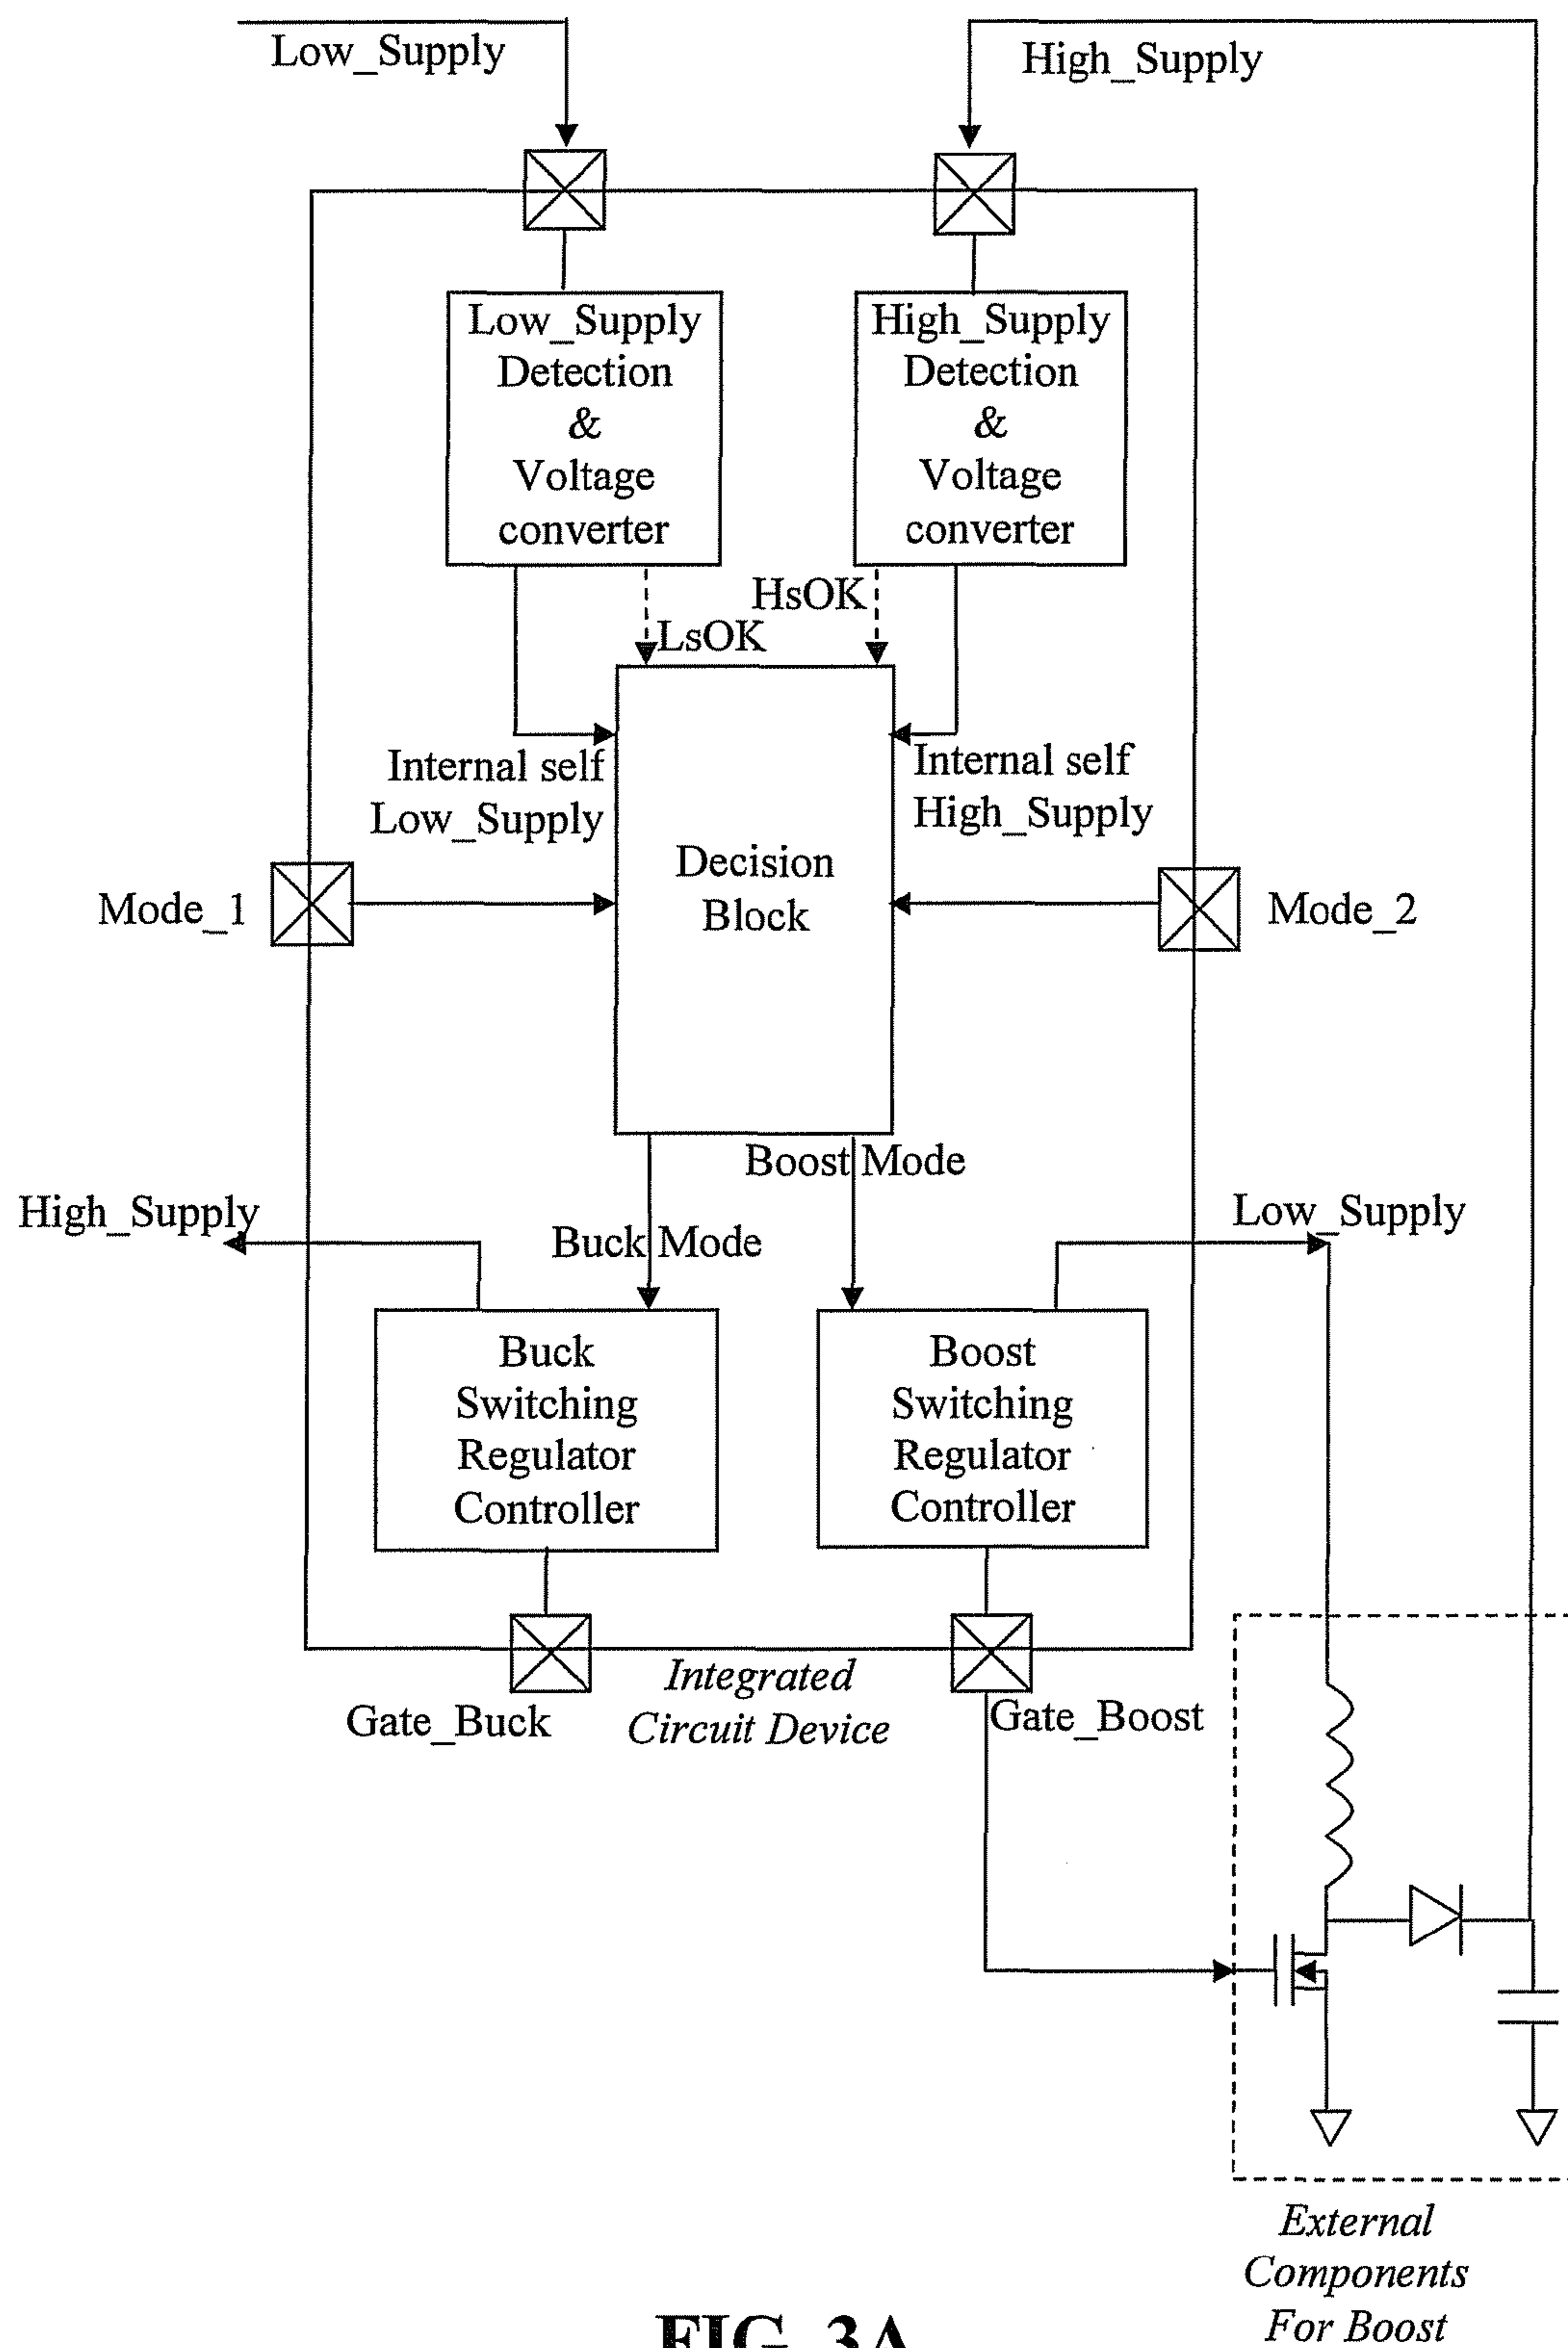 Low_Supply
High_Supply
Low_Supply
Detection
&
Voltage
converter
High_Supply
Detection
&
Voltage
converter
HsOK
LsOK
Internal self
Low_Supply
Internal self
High_Supply
Decision
Block
Mode_1
Mode_2
Boost Mode
High_Supply
Low_Supply
Buck Mode
Buck
Switching
Regulator
Controller
Boost
Switching
Regulator
Controller
Integrated
Circuit Device
Gate_Buck
Gate_Boost
External
Components
For Boost
FIG. 3A